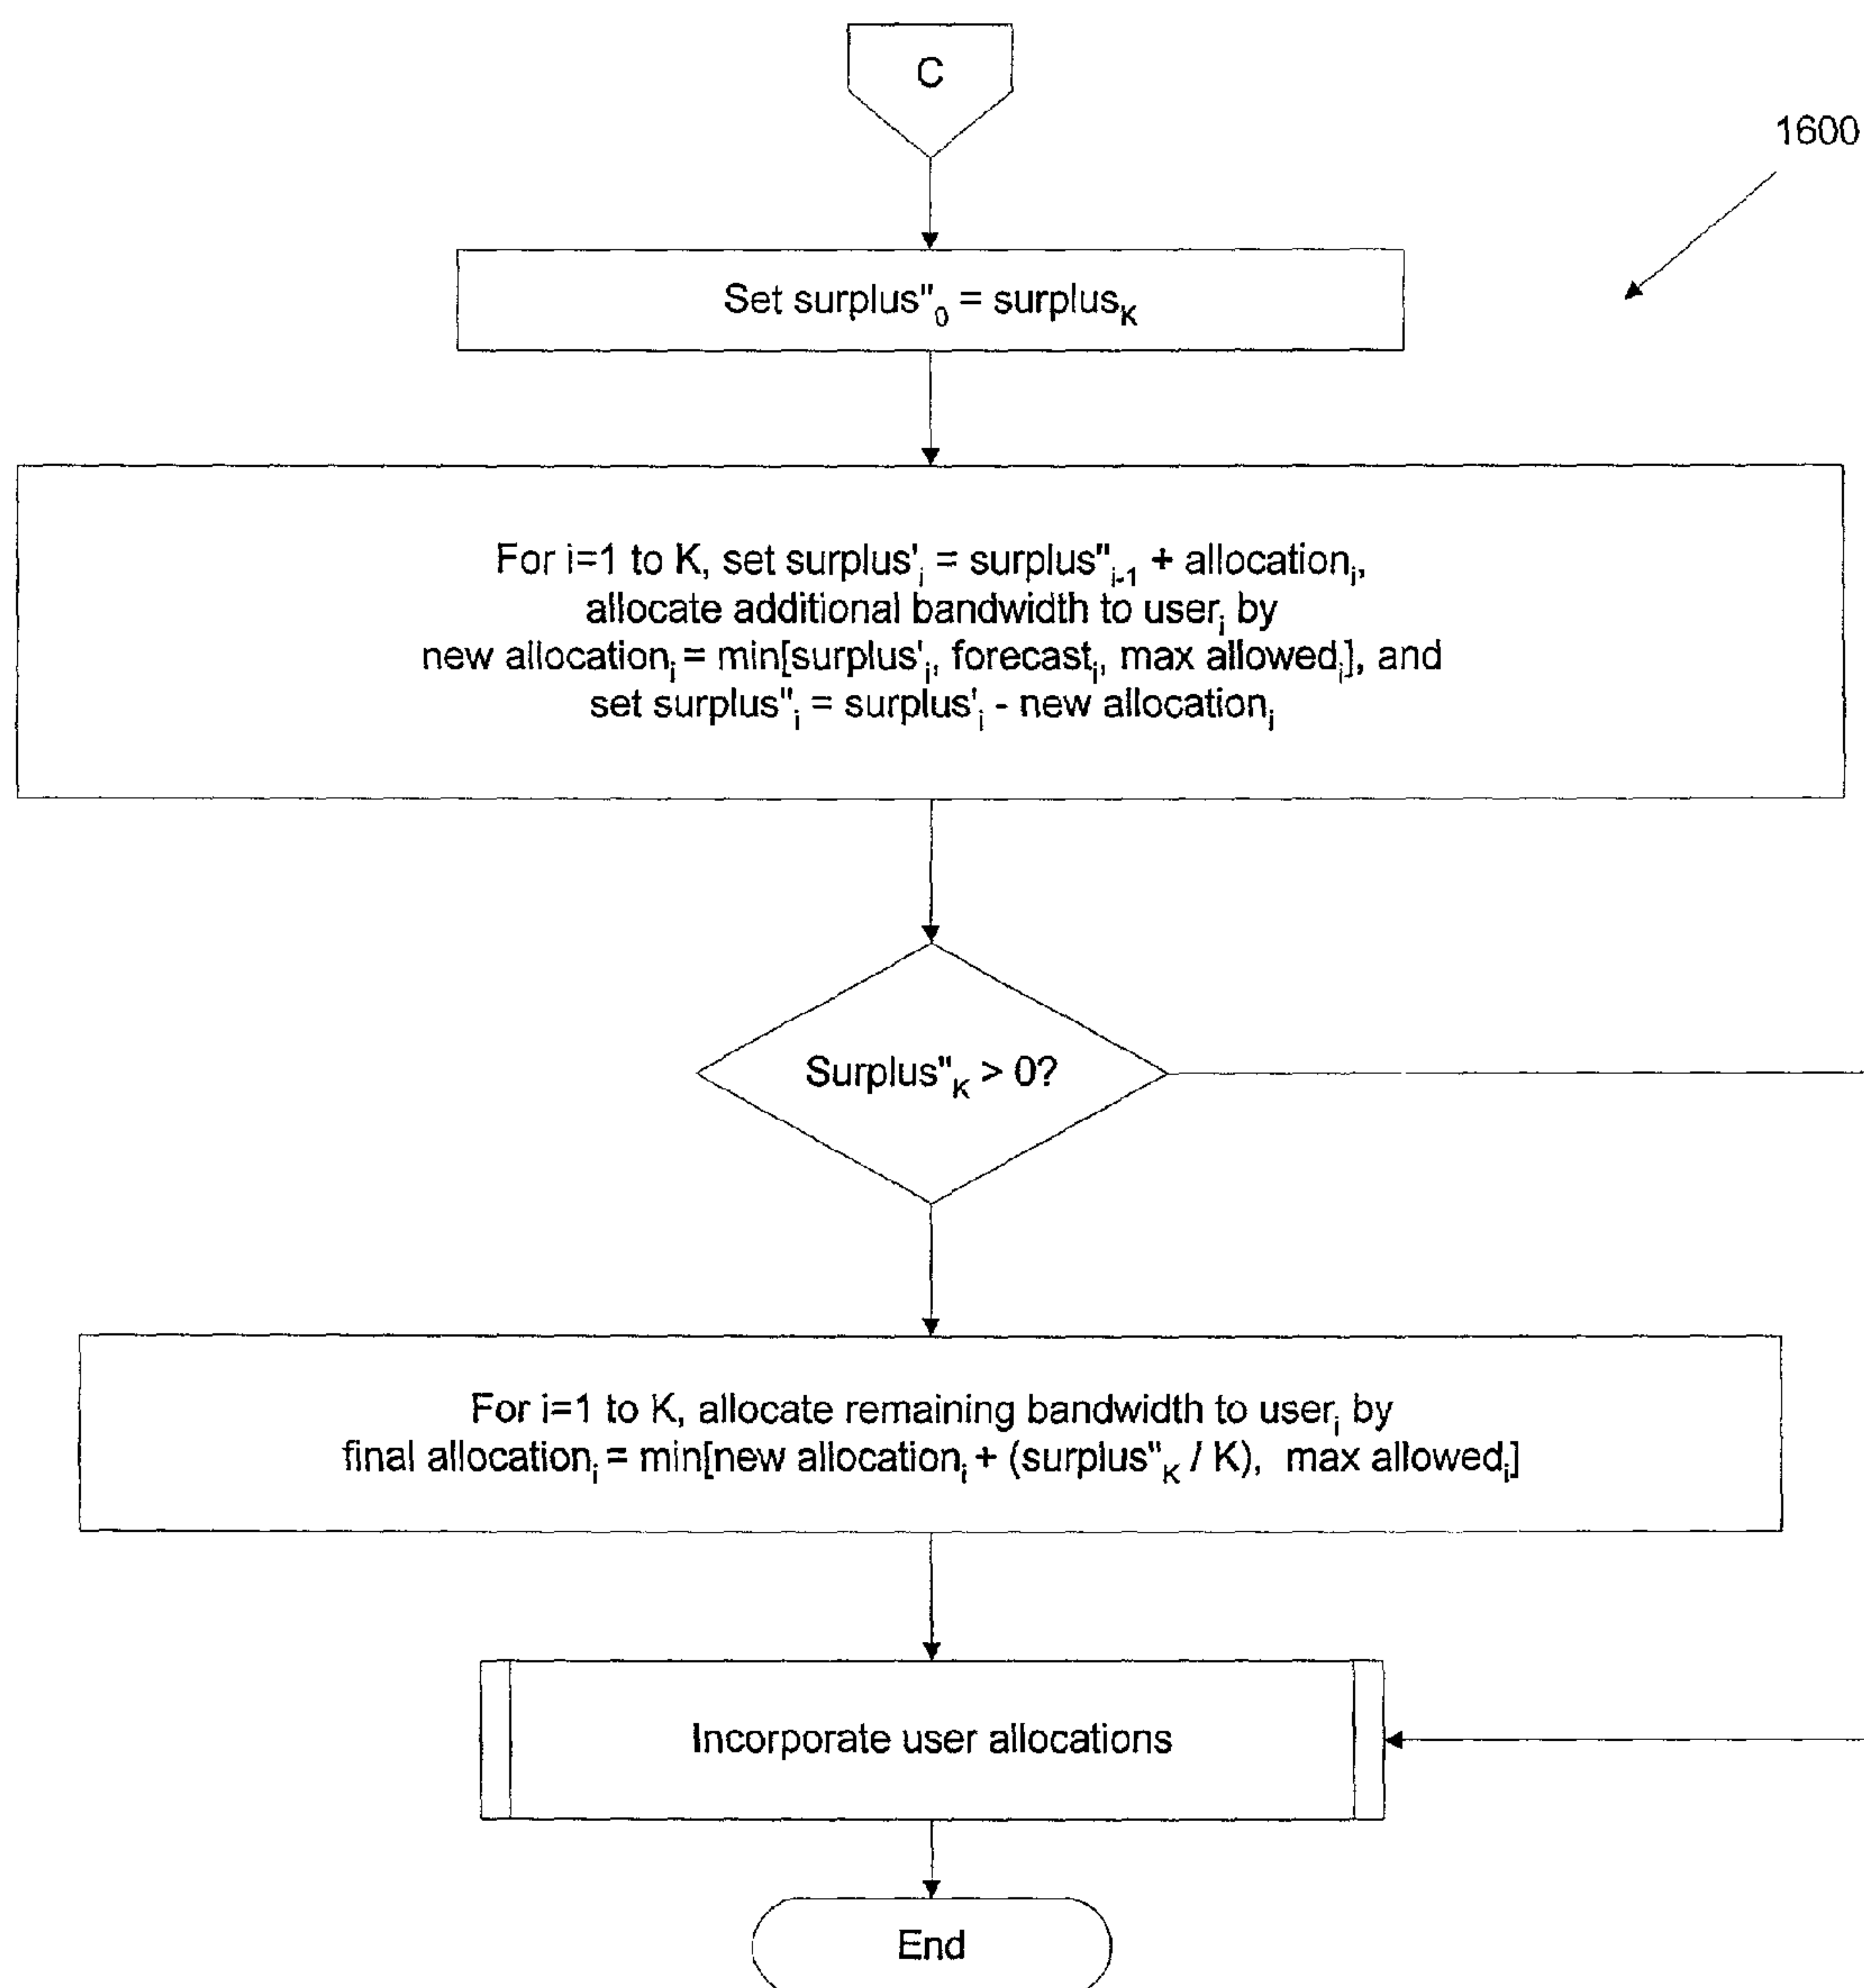 C
1600
Set surplus"₀ = surplusₖ
For i=1 to K, set surplus'ᵢ = surplus"ᵢ₋₁ + allocationᵢ,
allocate additional bandwidth to userᵢ by
new allocationᵢ = min[surplus'ᵢ, forecastᵢ, max allowedᵢ], and
set surplus"ᵢ = surplus'ᵢ - new allocationᵢ
Surplus"ₖ > 0?
For i=1 to K, allocate remaining bandwidth to userᵢ by
final allocationᵢ = min[new allocationᵢ + (surplus"ₖ / K), max allowedᵢ]
Incorporate user allocations
End